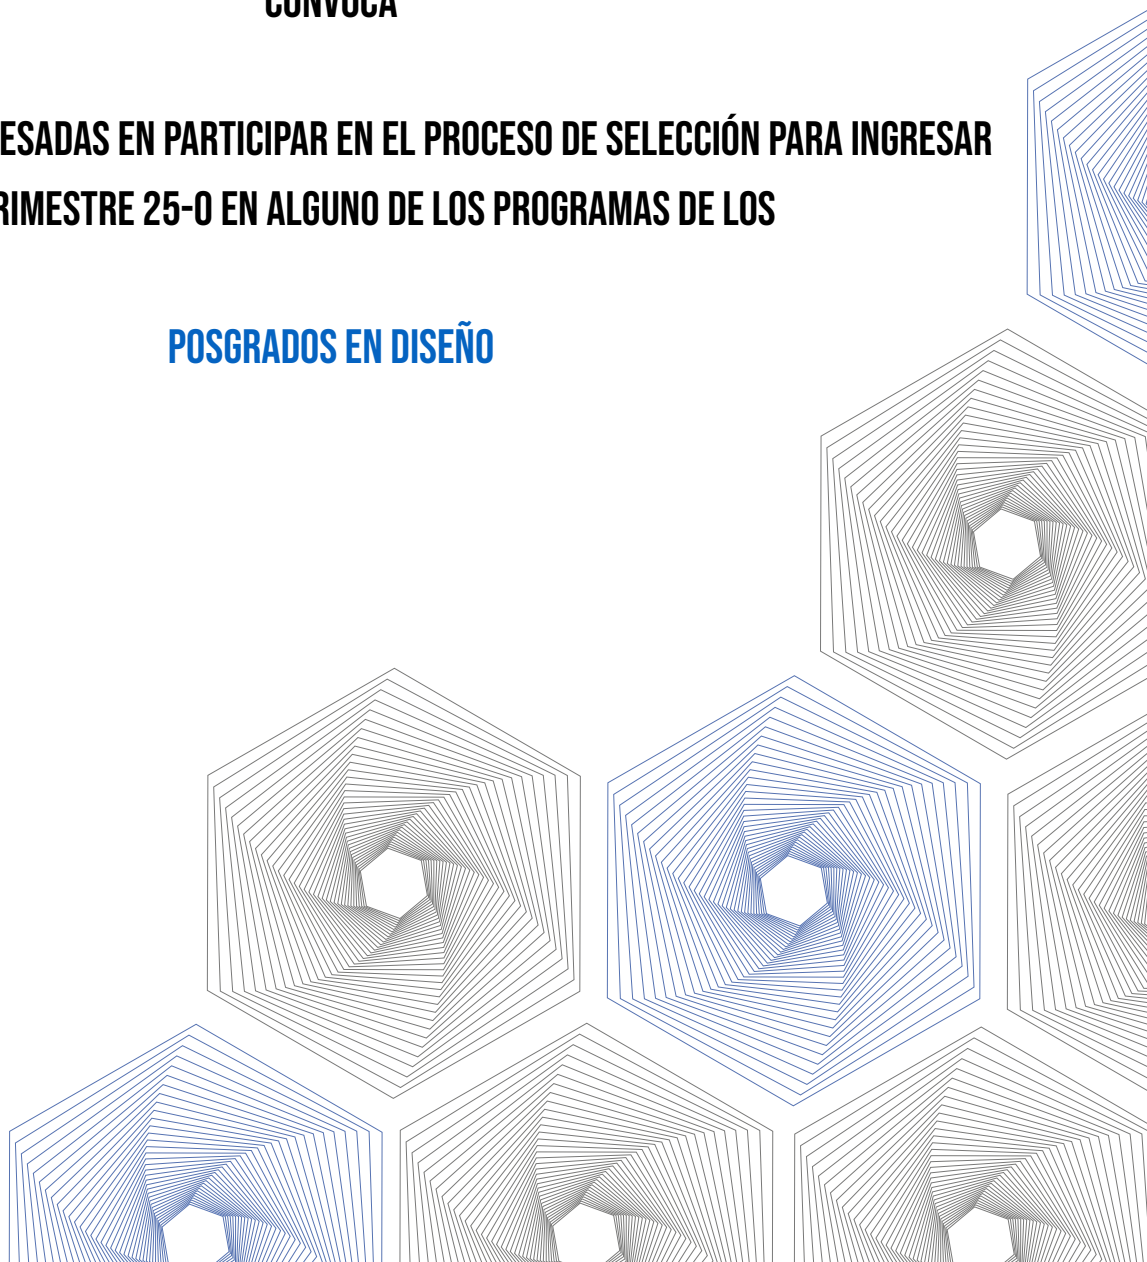 CONVOCA
ESADAS EN PARTICIPAR EN EL PROCESO DE SELECCIÓN PARA INGRESAR
RIMESTRE 25-O EN ALGUNO DE LOS PROGRAMAS DE LOS
POSGRADOS EN DISEÑO